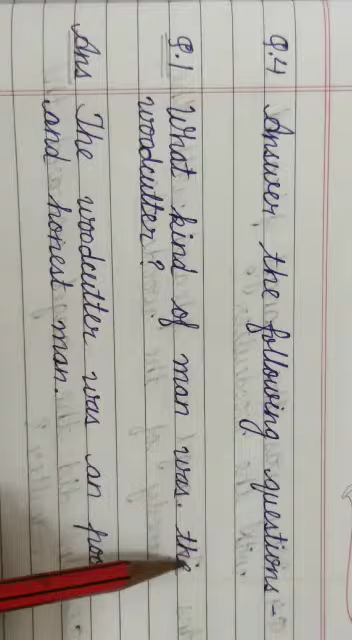 Q.4 Answer the following questions -
Q.1 What kind of man was the
woodcutter?
Ans The woodcutter was an poo
and honest man.